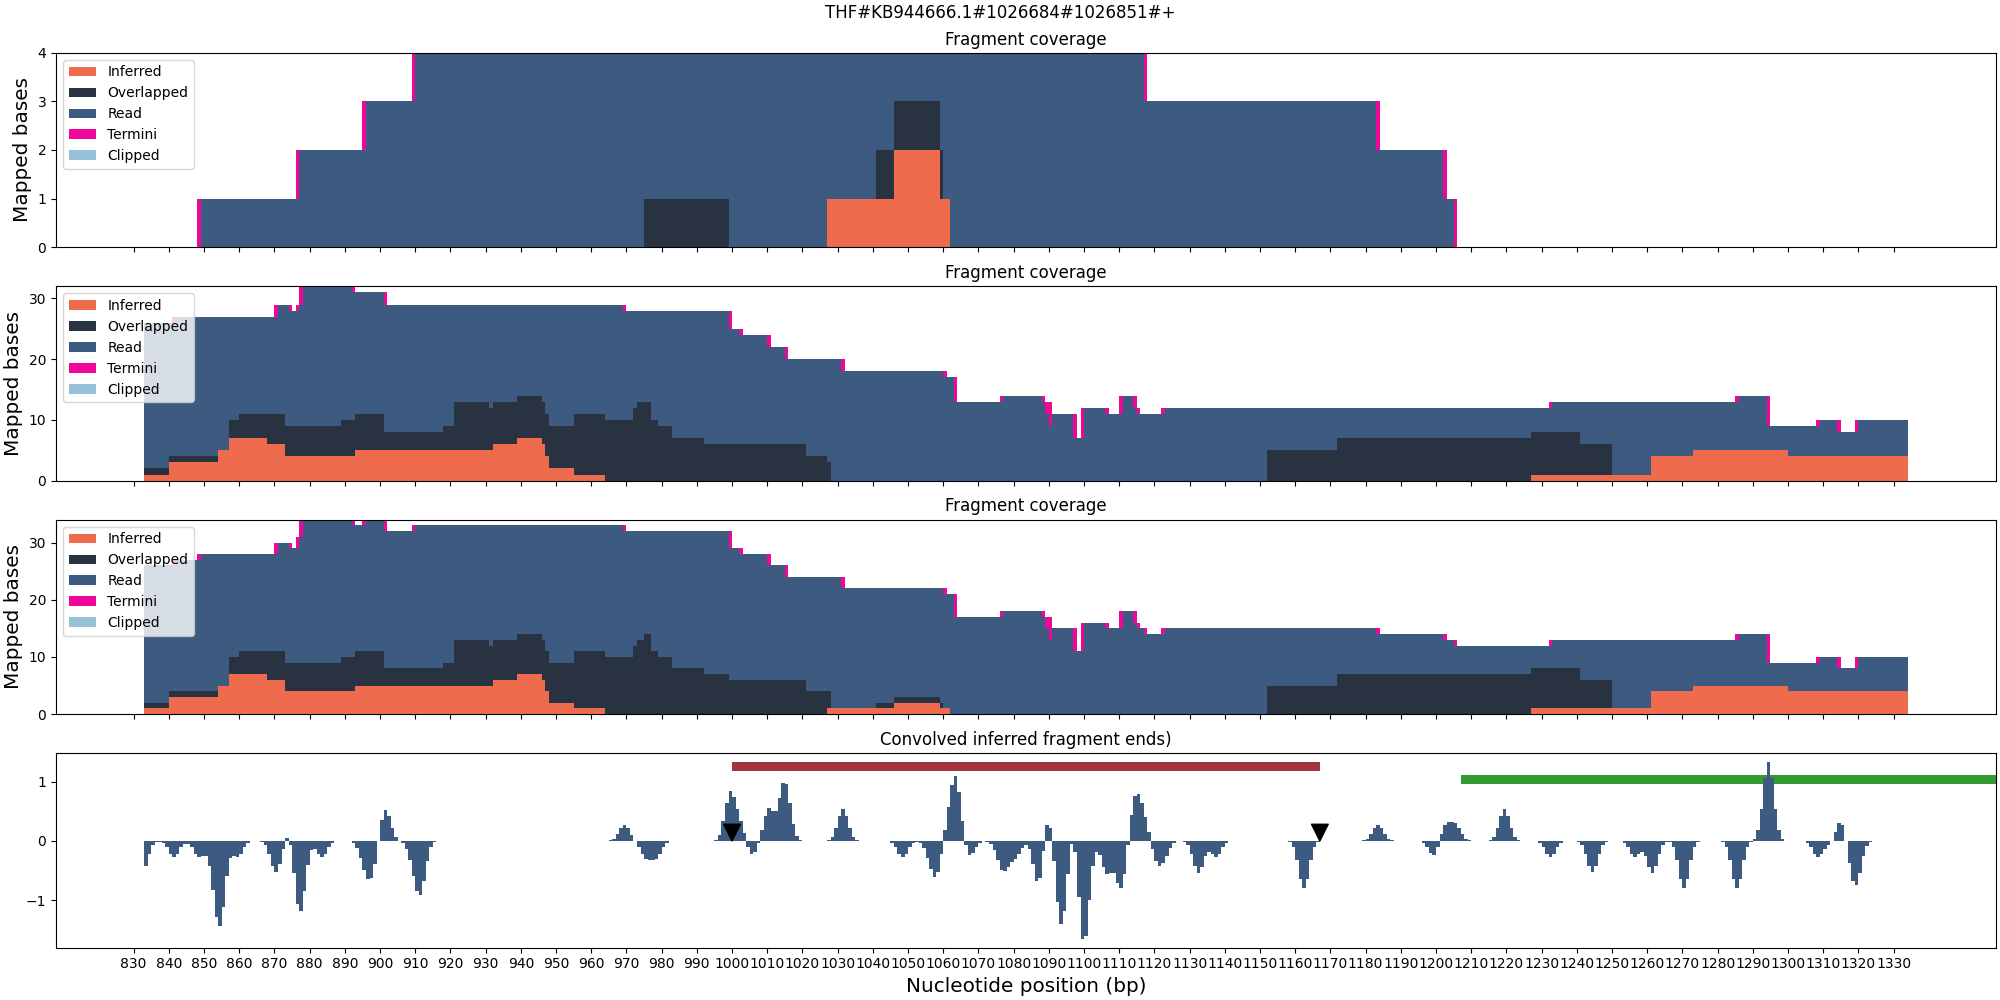 THF#KB944666.1#1026684#1026851#+
Fragment coverage
Mapped bases
4
3
2
1
0
Inferred
Overlapped
Read
Termini
Clipped
Fragment coverage
Mapped bases
30
20
10
0
Inferred
Overlapped
Read
Termini
Clipped
Fragment coverage
Mapped bases
30
20
10
0
Inferred
Overlapped
Read
Termini
Clipped
Convolved inferred fragment ends)
1
0
−1
830 840 850 860 870 880 890 900 910 920 930 940 950 960 970 980 990 1000 1010 1020 1030 1040 1050 1060 1070 1080 1090 1100 1110 1120 1130 1140 1150 1160 1170 1180 1190 1200 1210 1220 1230 1240 1250 1260 1270 1280 1290 1300 1310 1320 1330
Nucleotide position (bp)